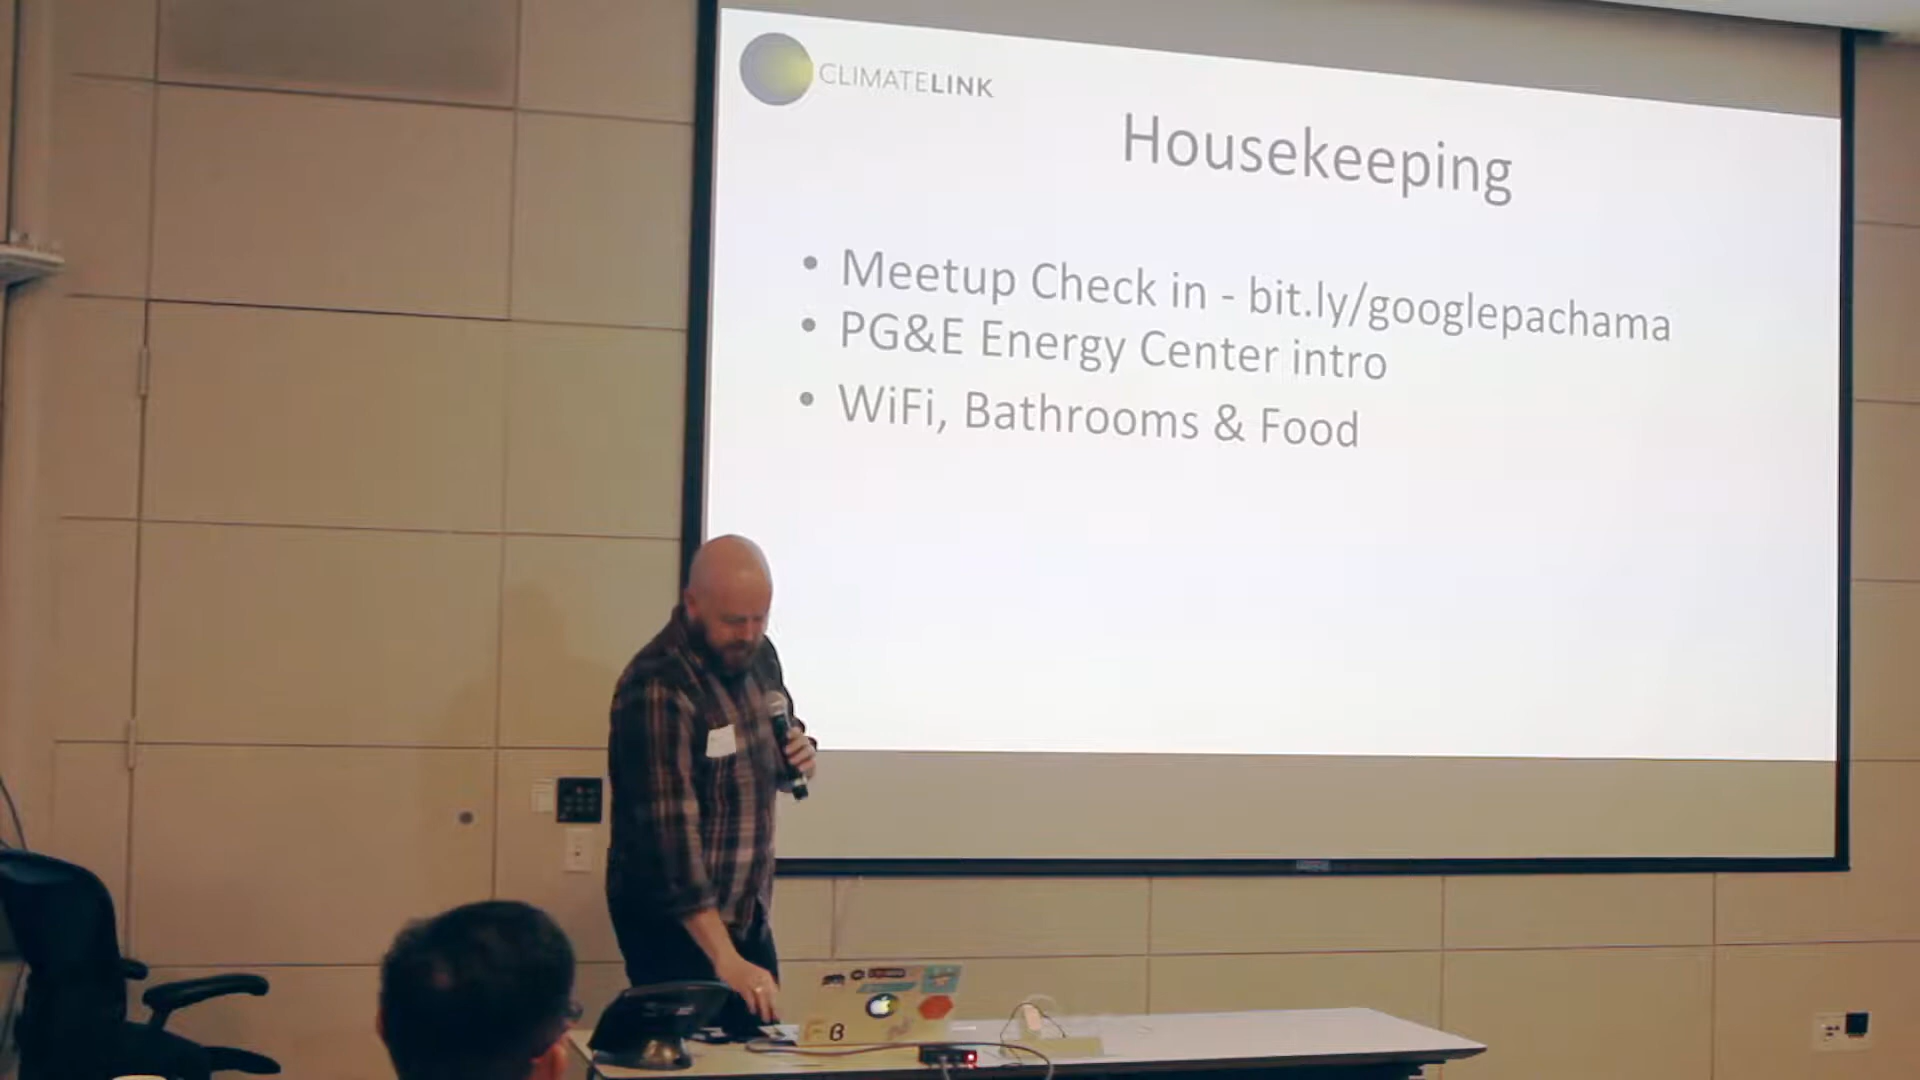 CLIMATELINK
Housekeeping
• Meetup Check in - bit.ly/googlepachama
• PG&E Energy Center intro
• WiFi, Bathrooms & Food